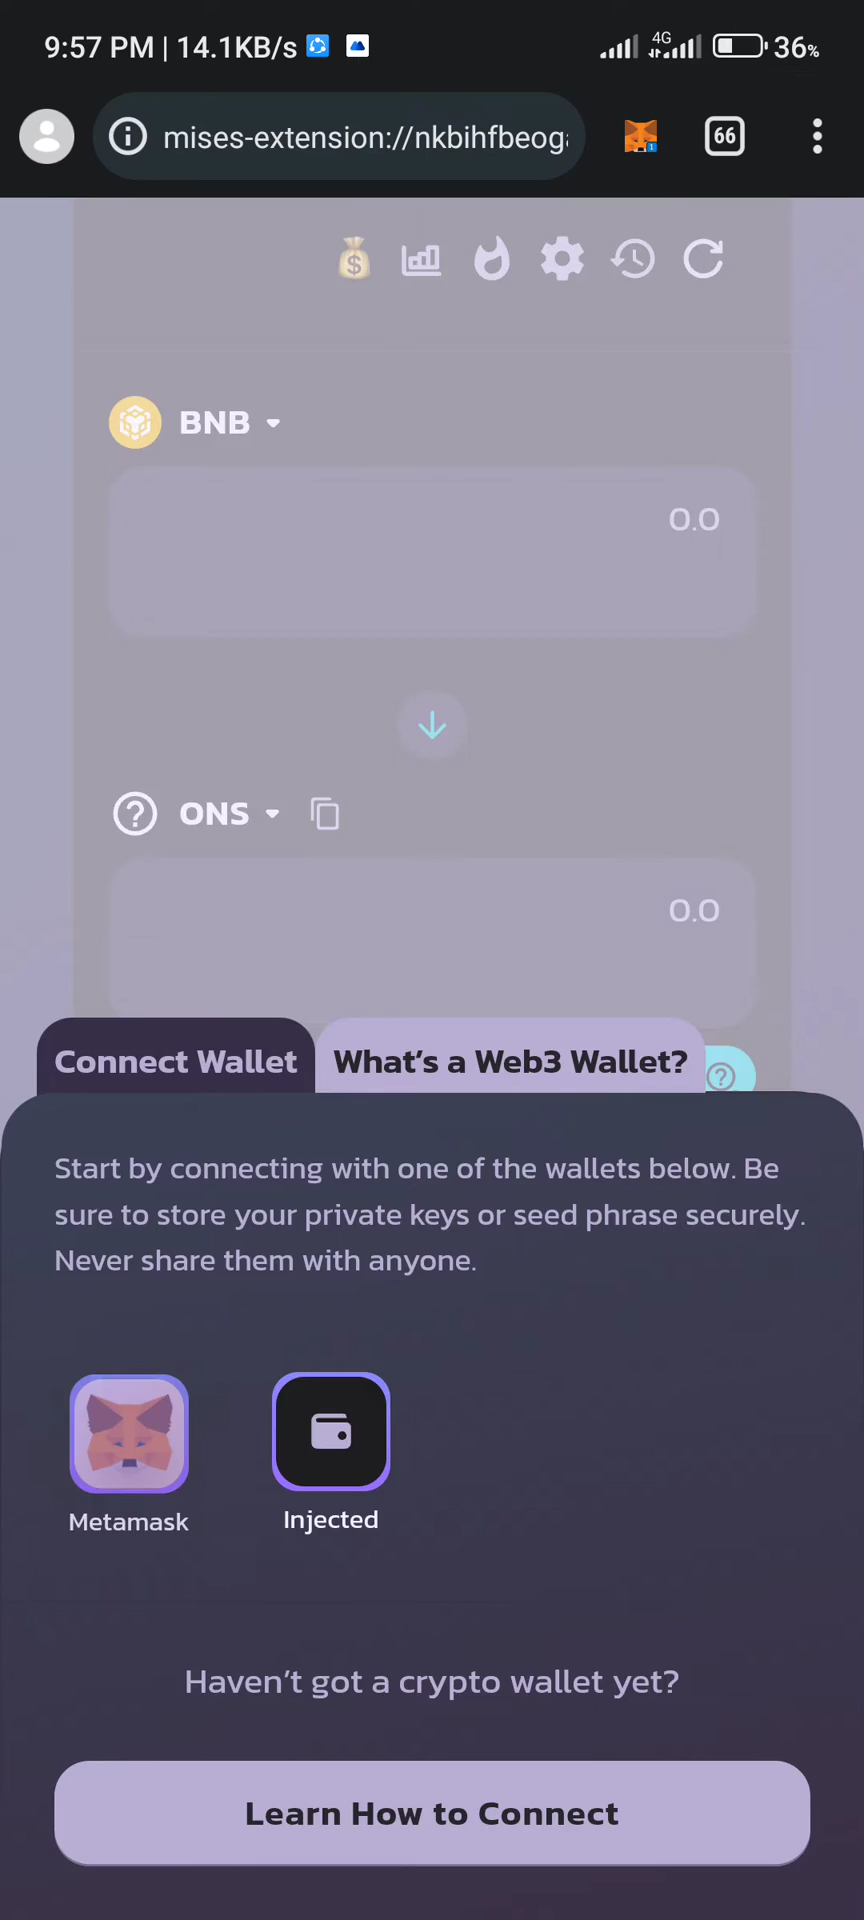 9:57 PM | 14.1KB/s
4G
36%
mises-extension://nkbihfbeog
1
66
BNB
0.0
ONS
0.0
Connect Wallet
What's a Web3 Wallet?
Start by connecting with one of the wallets below. Be
sure to store your private keys or seed phrase securely.
Never share them with anyone.
Metamask
Injected
Haven't got a crypto wallet yet?
Learn How to Connect